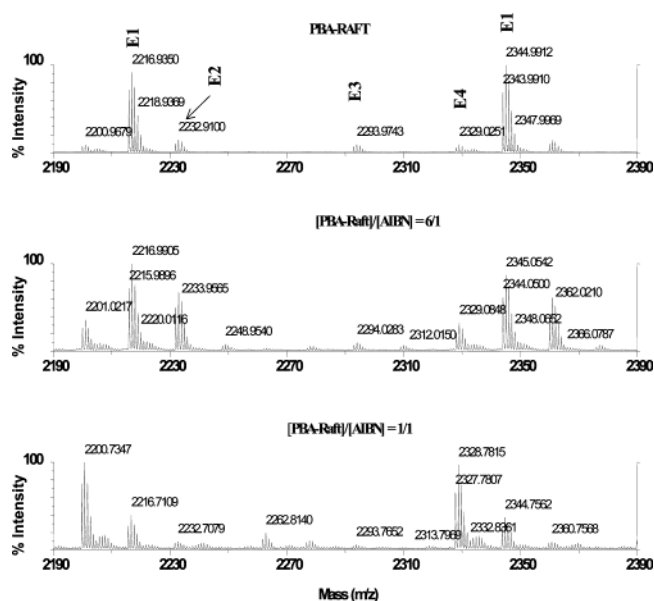 PBA-RAFT
E1
E2
E3
E4
E1
% Intensity
100
2200.9679
2216.9350
2218.9369
2232.9100
2293.9743
2329.0251
2344.9912
2343.9910
2347.9969
2190 2230 2270 2310 2350 2390
[PBA-Raft]/[AIBN] = 6/1
% Intensity
100
2201.0217
2216.9905
2215.9896
2220.0116
2233.9565
2248.9540
2294.0283
2312.0150
2329.0848
2345.0542
2344.0500
2348.0652
2362.0210
2366.0787
2190 2230 2270 2310 2350 2390
[PBA-Raft]/[AIBN] = 1/1
% Intensity
100
2200.7347
2216.7109
2232.7079
2262.8140
2293.7652
2313.7969
2328.7815
2327.7807
2332.8361
2344.7562
2360.7568
2190 2230 2270 2310 2350 2390
Mass (m/z)